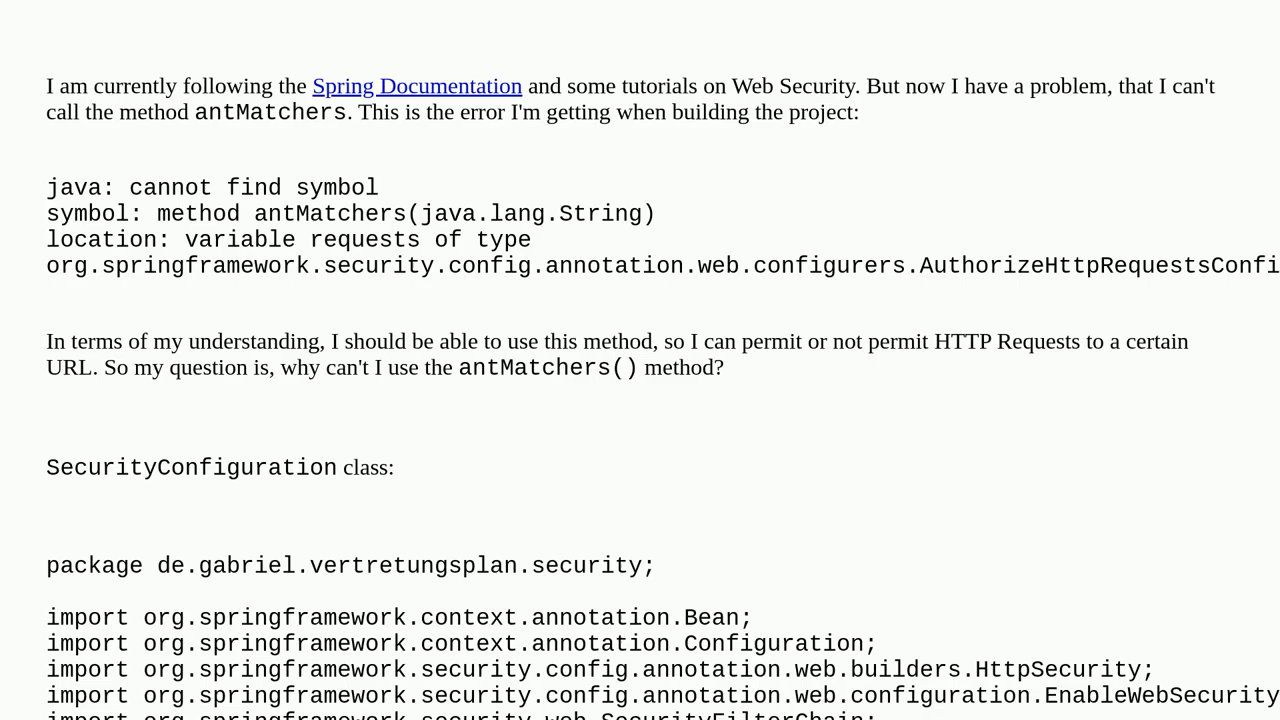 I am currently following the Spring Documentation and some tutorials on Web Security. But now I have a problem, that I can't
call the method antMatchers. This is the error I'm getting when building the project:
java: cannot find symbol
symbol: method antMatchers(java.lang.String)
location: variable requests of type
org.springframework.security.config.annotation.web.configurers.AuthorizeHttpRequestsConfi
In terms of my understanding, I should be able to use this method, so I can permit or not permit HTTP Requests to a certain
URL. So my question is, why can't I use the antMatchers() method?
SecurityConfiguration class:
package de.gabriel.vertretungsplan.security;
import org.springframework.context.annotation.Bean;
import org.springframework.context.annotation.Configuration;
import org.springframework.security.config.annotation.web.builders.HttpSecurity;
import org.springframework.security.config.annotation.web.configuration.EnableWebSecurity
import org.springframework.security.web.SecurityFilterChain;